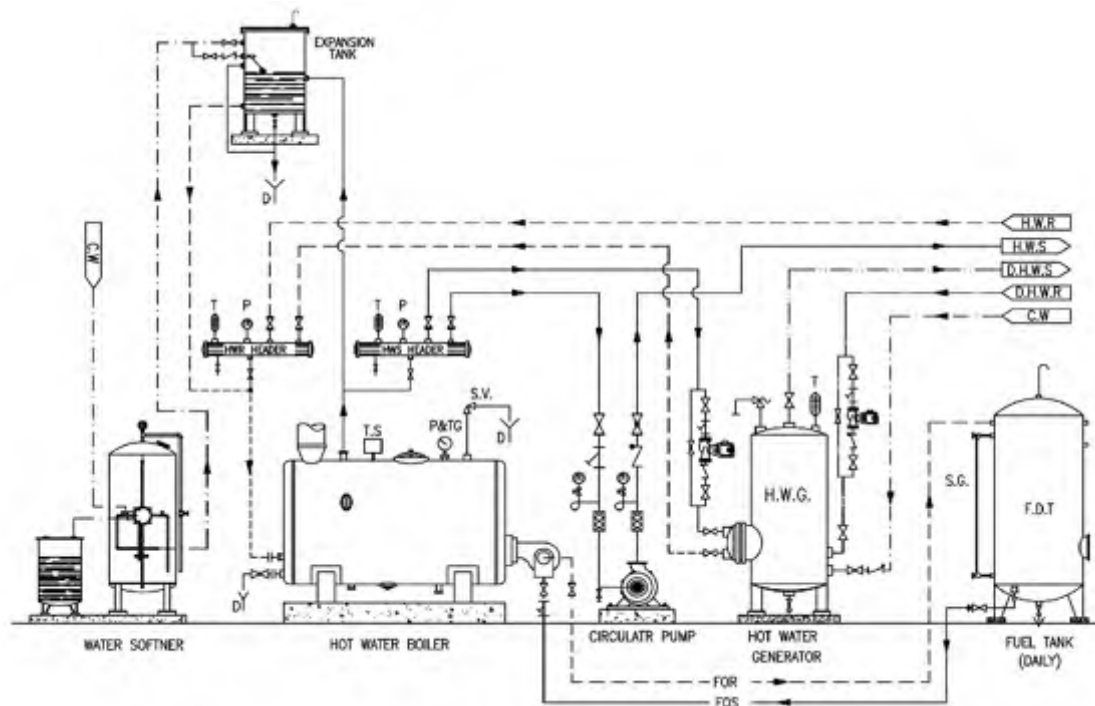 EXPANSION
TANK
D
C.W
H.W.R
H.W.S
D.H.W.S
D.H.W.R
C.W
T
P
HWR HEADER
T
P
HWS HEADER
S.V.
P&TG
T.S
D
T
S.G.
H.W.G.
F.D.T
D
WATER SOFTNER
HOT WATER BOILER
CIRCULATR PUMP
HOT WATER
GENERATOR
FUEL TANK
(DAILY)
FOR
FOS